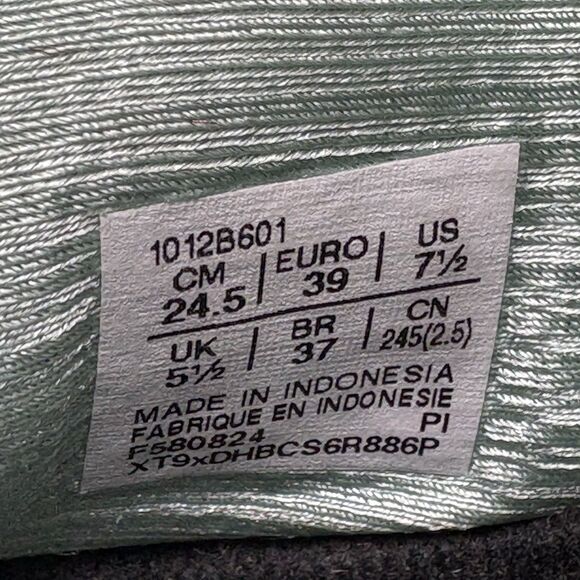 1012B601
CM 24.5 | EURO 39 | US 7½
UK 5½ | BR 37 | CN 245(2.5)
MADE IN INDONESIA
FABRIQUE EN INDONESIE
F580824 PI
XT9xDHBCS6R886P